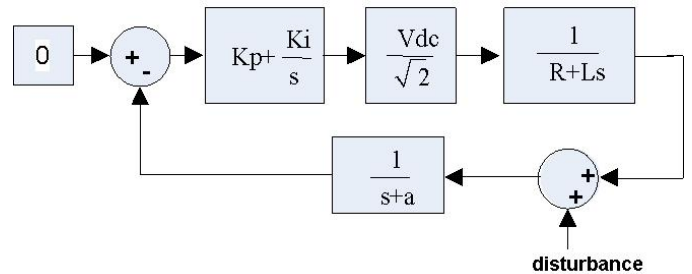 0
+
-
Kp+ Ki/s
Vdc/√2
1/R+Ls
1/s+a
+
+
disturbance